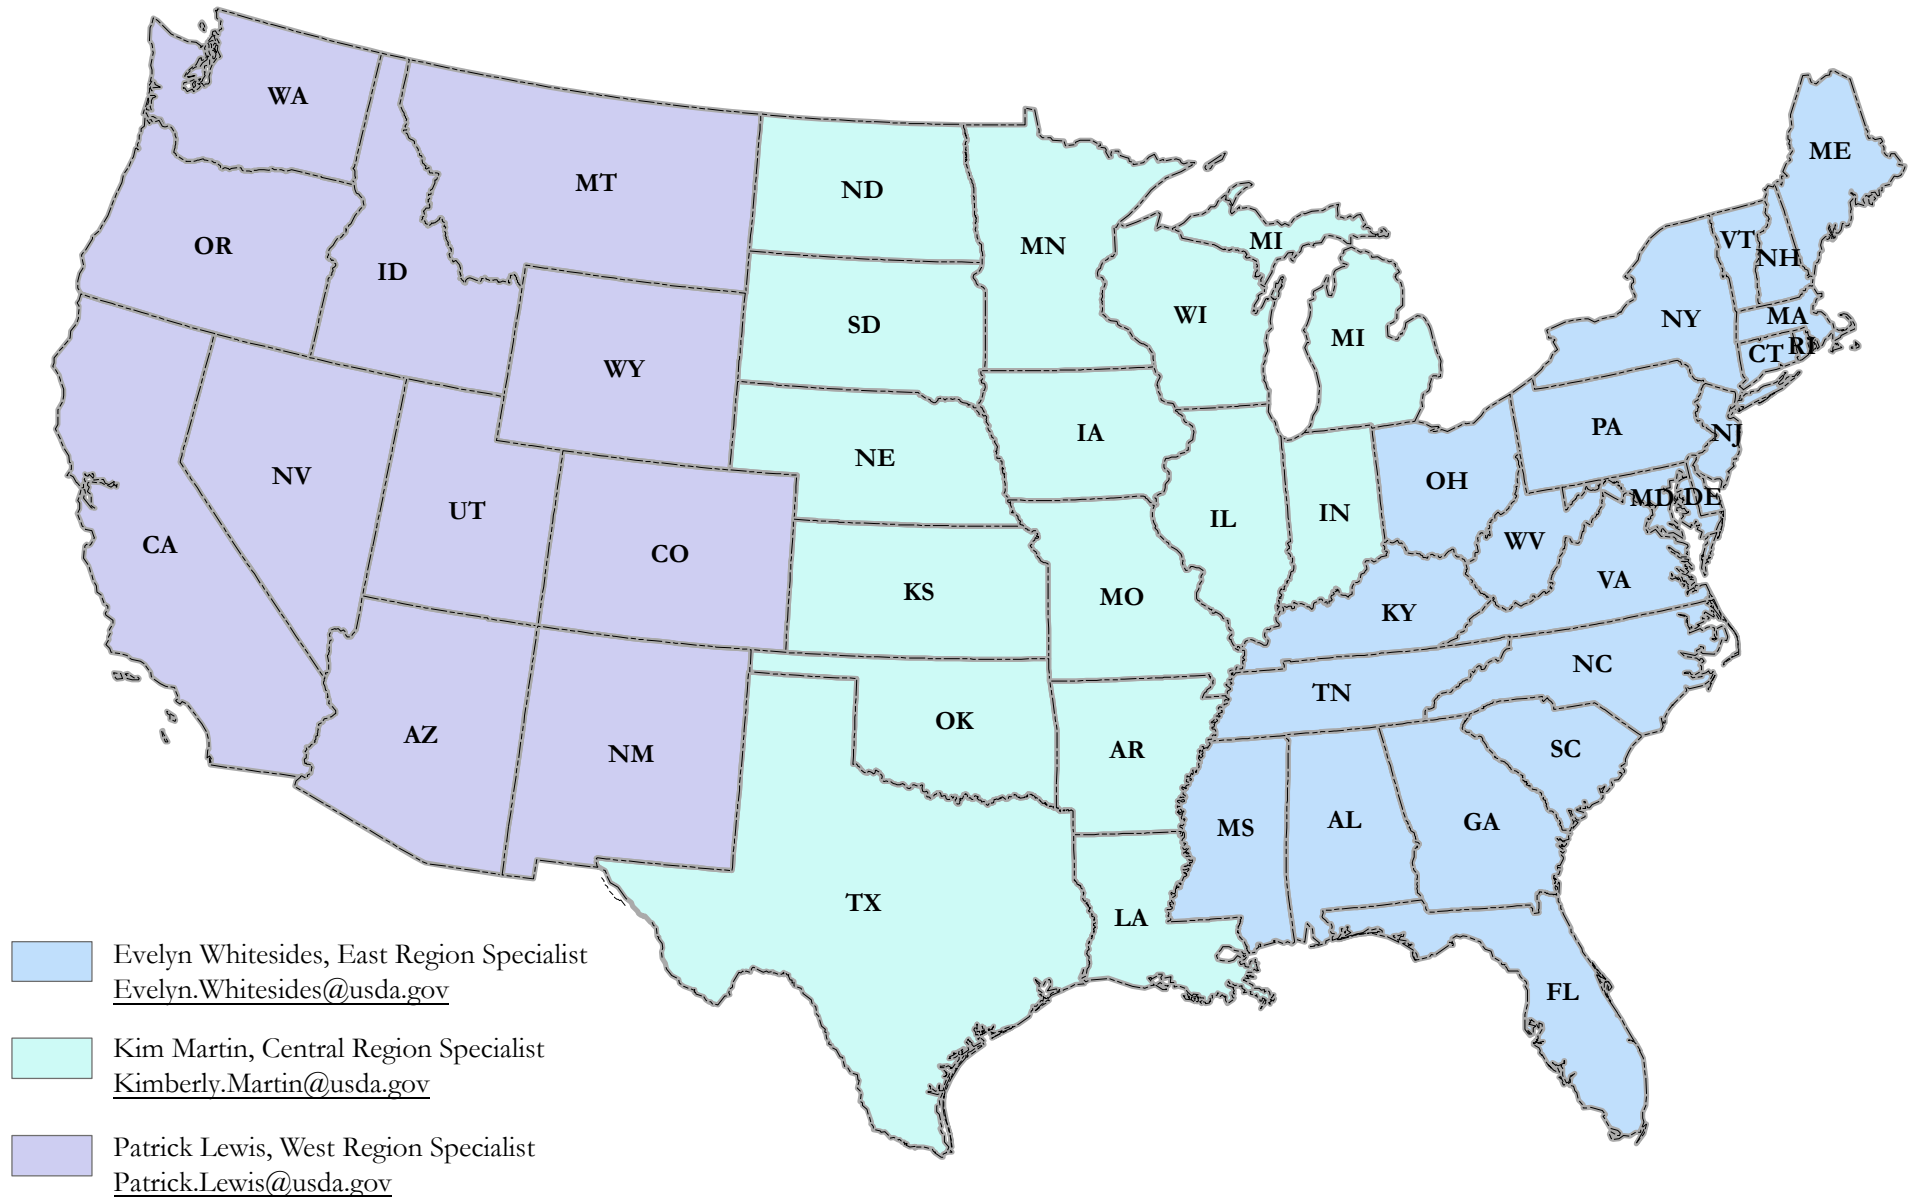 WA
MT
ND
MN
ME
OR
ID
MI
VT
NH
SD
WI
MI
NY
MA
CT
RI
WY
NE
IA
PA
NJ
NV
UT
IL
IN
OH
MD
DE
CA
CO
KS
MO
WV
VA
KY
NC
TN
AZ
NM
OK
AR
SC
MS
AL
GA
TX
LA
FL
Evelyn Whitesides, East Region Specialist
Evelyn.Whitesides@usda.gov
Kim Martin, Central Region Specialist
Kimberly.Martin@usda.gov
Patrick Lewis, West Region Specialist
Patrick.Lewis@usda.gov